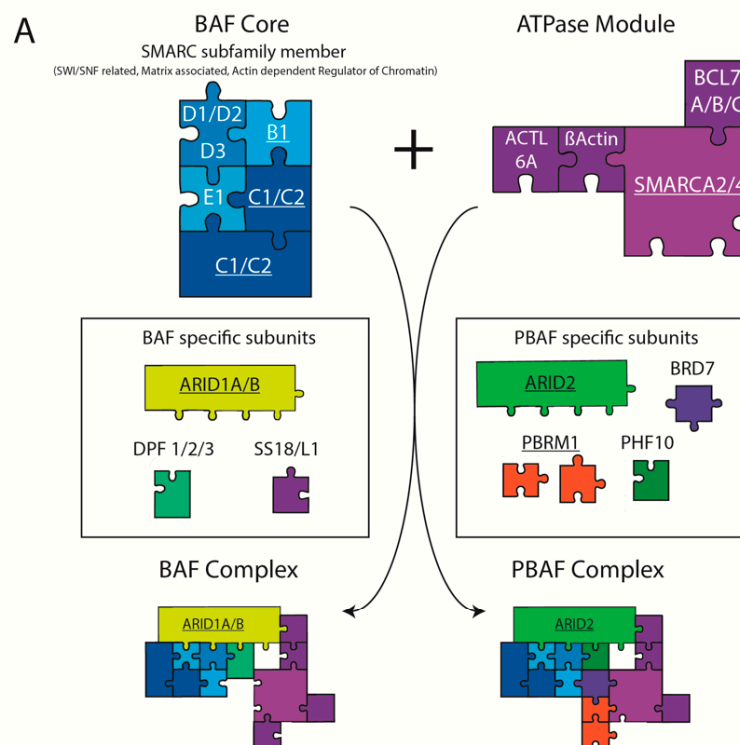 A
BAF Core
SMARC subfamily member
(SWI/SNF related, Matrix associated, Actin dependent Regulator of Chromatin)
D1/D2
D3
B1
E1
C1/C2
C1/C2
+
ATPase Module
BCL7
A/B/C
ACTL
6A
ßActin
SMARCA2/4
BAF specific subunits
ARID1A/B
DPF 1/2/3
SS18/L1
PBAF specific subunits
ARID2
BRD7
PBRM1
PHF10
BAF Complex
ARID1A/B
PBAF Complex
ARID2